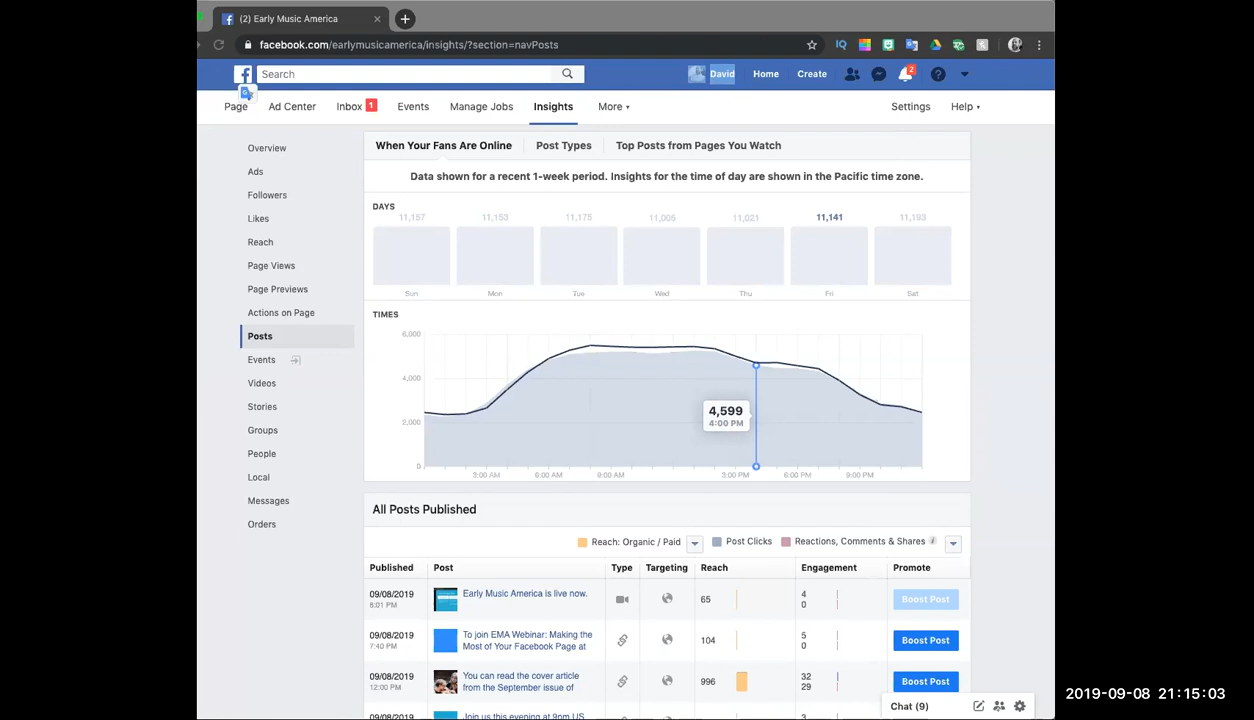 (2) Early Music America
facebook.com/earlymusicamerica/insights/?section=navPosts
Search
David Home Create 2
Page Ad Center Inbox 1 Events Manage Jobs Insights More Settings Help
Overview
Ads
Followers
Likes
Reach
Page Views
Page Previews
Actions on Page
Posts
Events
Videos
Stories
Groups
People
Local
Messages
Orders
When Your Fans Are Online Post Types Top Posts from Pages You Watch
Data shown for a recent 1-week period. Insights for the time of day are shown in the Pacific time zone.
DAYS
11,157 11,153 11,175 11,005 11,021 11,141 11,193
Sun Mon Tue Wed Thu Fri Sat
TIMES
6,000
4,000
2,000
0
4,599
4:00 PM
3:00 AM 6:00 AM 9:00 AM 3:00 PM 6:00 PM 9:00 PM
All Posts Published
Reach: Organic / Paid Post Clicks Reactions, Comments & Shares i
Published Post Type Targeting Reach Engagement Promote
09/08/2019 Early Music America is live now. 65 4 Boost Post
6:01 PM 0
09/08/2019 To join EMA Webinar: Making the 104 5 Boost Post
7:40 PM Most of Your Facebook Page at 0
09/08/2019 You can read the cover article 996 32 Boost Post
12:00 PM from the September issue of 29
Join us this evening at 9pm US 3
Chat (9)
2019-09-08 21:15:03